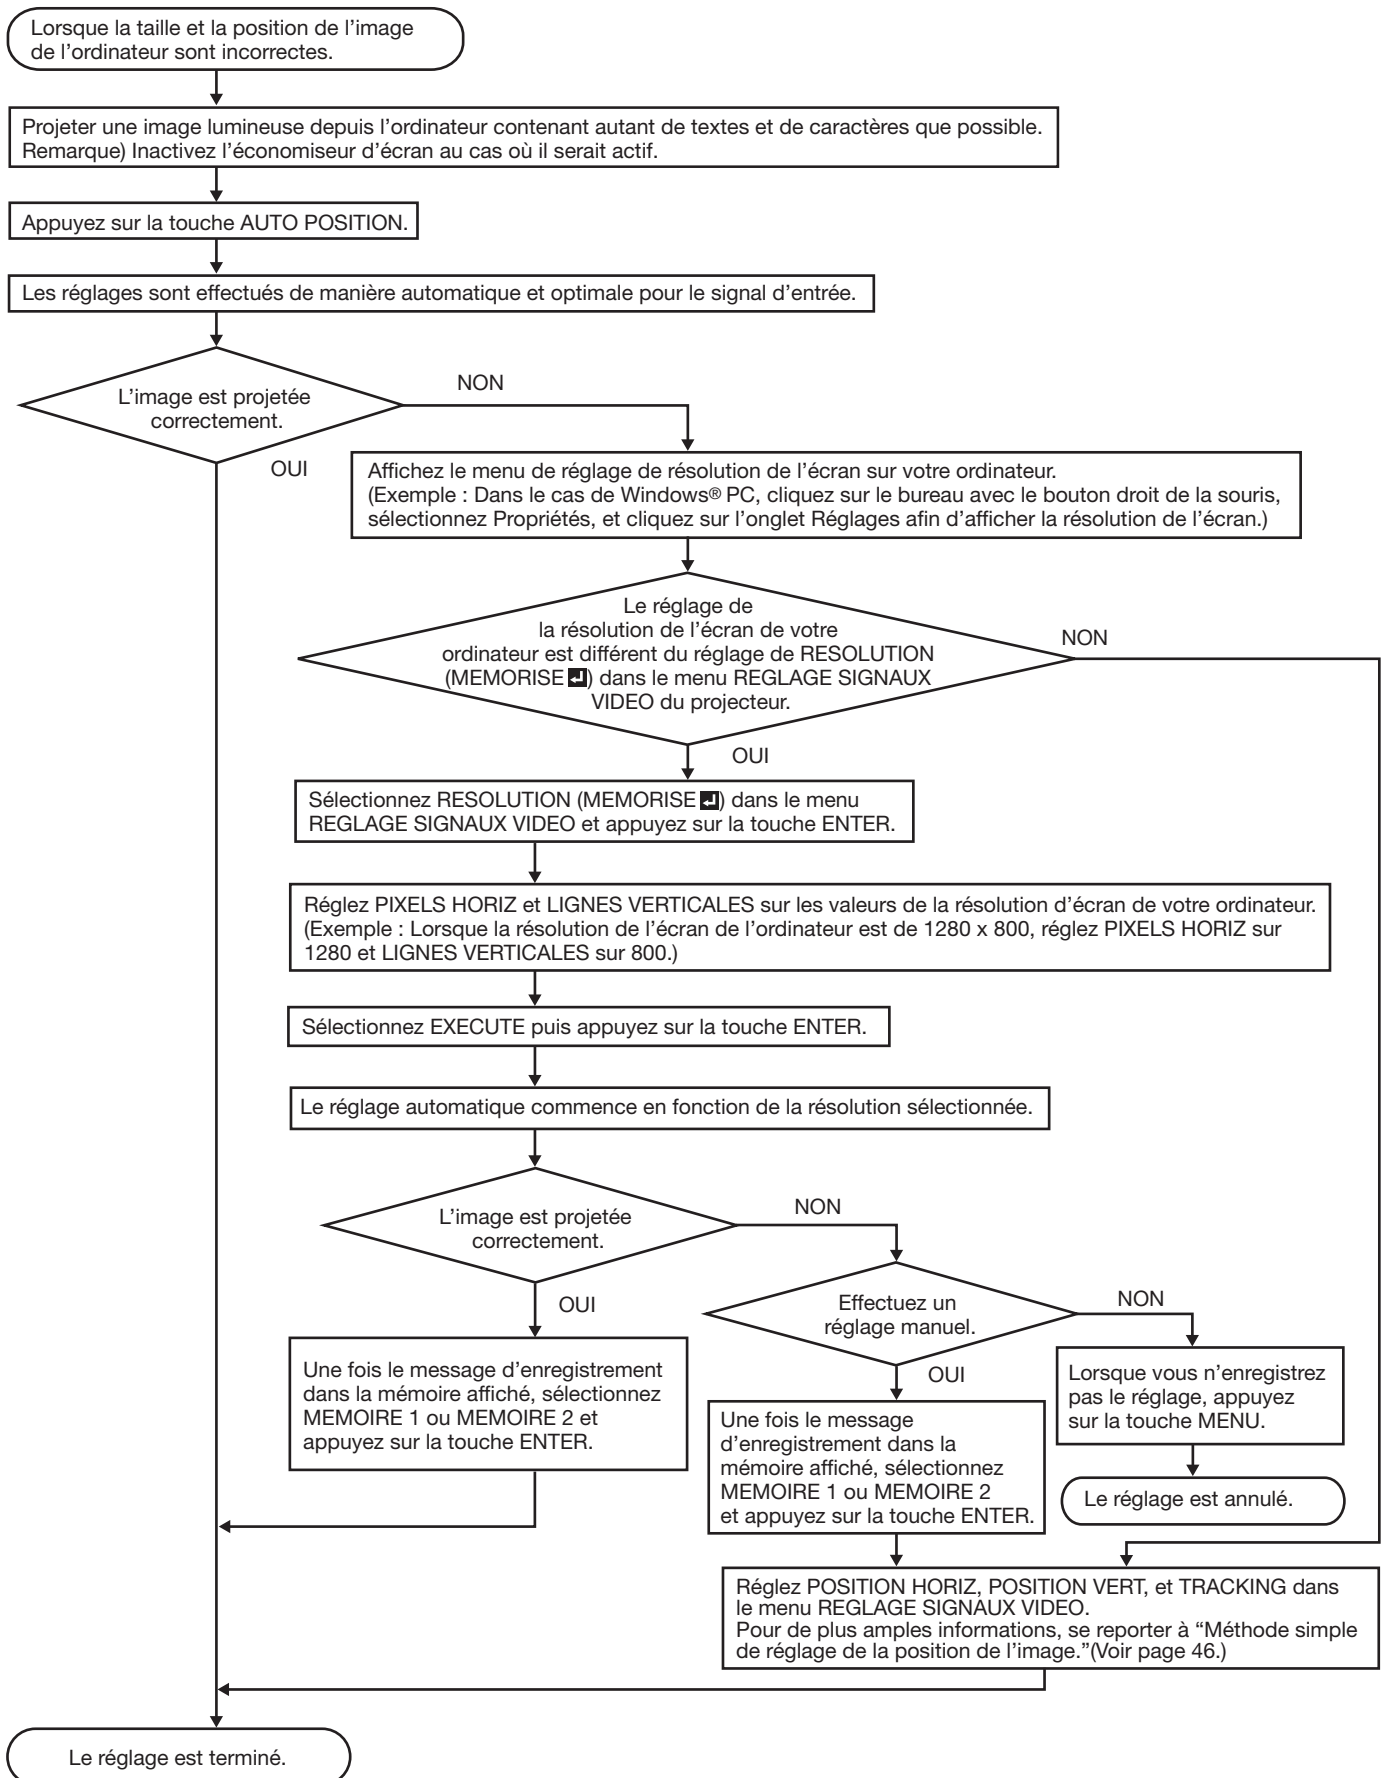 Lorsque la taille et la position de l’image
de l’ordinateur sont incorrectes.
Projeter une image lumineuse depuis l’ordinateur contenant autant de textes et de caractères que possible.
Remarque) Inactivez l’économiseur d’écran au cas où il serait actif.
Appuyez sur la touche AUTO POSITION.
Les réglages sont effectués de manière automatique et optimale pour le signal d’entrée.
L’image est projetée
correctement.
NON
OUI
Affichez le menu de réglage de résolution de l’écran sur votre ordinateur.
(Exemple : Dans le cas de Windows® PC, cliquez sur le bureau avec le bouton droit de la souris,
sélectionnez Propriétés, et cliquez sur l’onglet Réglages afin d’afficher la résolution de l’écran.)
Le réglage de
la résolution de l’écran de votre
ordinateur est différent du réglage de RESOLUTION
(MEMORISE ↵) dans le menu REGLAGE SIGNAUX
VIDEO du projecteur.
NON
OUI
Sélectionnez RESOLUTION (MEMORISE ↵) dans le menu
REGLAGE SIGNAUX VIDEO et appuyez sur la touche ENTER.
Réglez PIXELS HORIZ et LIGNES VERTICALES sur les valeurs de la résolution d’écran de votre ordinateur.
(Exemple : Lorsque la résolution de l’écran de l’ordinateur est de 1280 x 800, réglez PIXELS HORIZ sur
1280 et LIGNES VERTICALES sur 800.)
Sélectionnez EXECUTE puis appuyez sur la touche ENTER.
Le réglage automatique commence en fonction de la résolution sélectionnée.
L’image est projetée
correctement.
NON
OUI
Effectuez un
réglage manuel.
NON
OUI
Une fois le message d’enregistrement
dans la mémoire affiché, sélectionnez
MEMOIRE 1 ou MEMOIRE 2 et
appuyez sur la touche ENTER.
Une fois le message
d’enregistrement dans la
mémoire affiché, sélectionnez
MEMOIRE 1 ou MEMOIRE 2
et appuyez sur la touche ENTER.
Lorsque vous n’enregistrez
pas le réglage, appuyez
sur la touche MENU.
Le réglage est annulé.
Réglez POSITION HORIZ, POSITION VERT, et TRACKING dans
le menu REGLAGE SIGNAUX VIDEO.
Pour de plus amples informations, se reporter à “Méthode simple
de réglage de la position de l’image.”(Voir page 46.)
Le réglage est terminé.